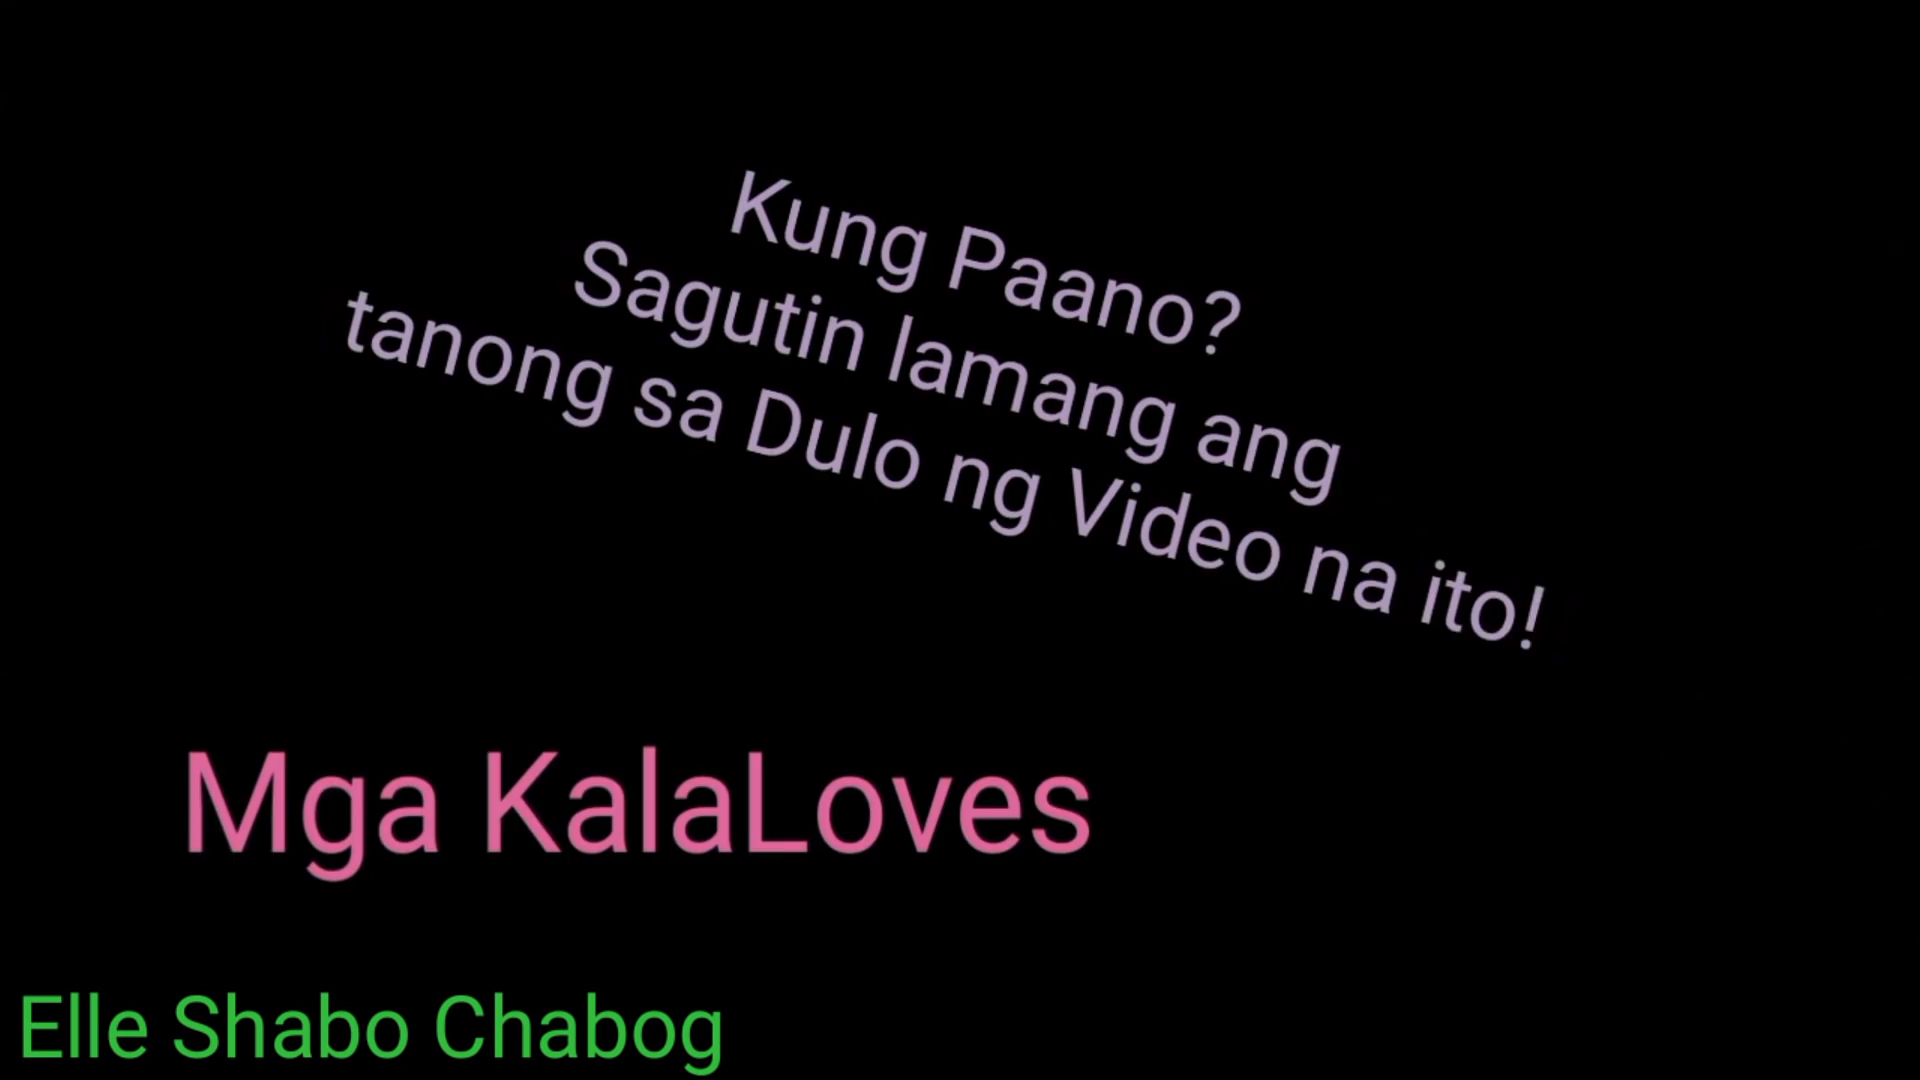 Kung Paano?
Sagutin lamang ang
tanong sa Dulo ng Video na ito!
Mga KalaLoves
Elle Shabo Chabog